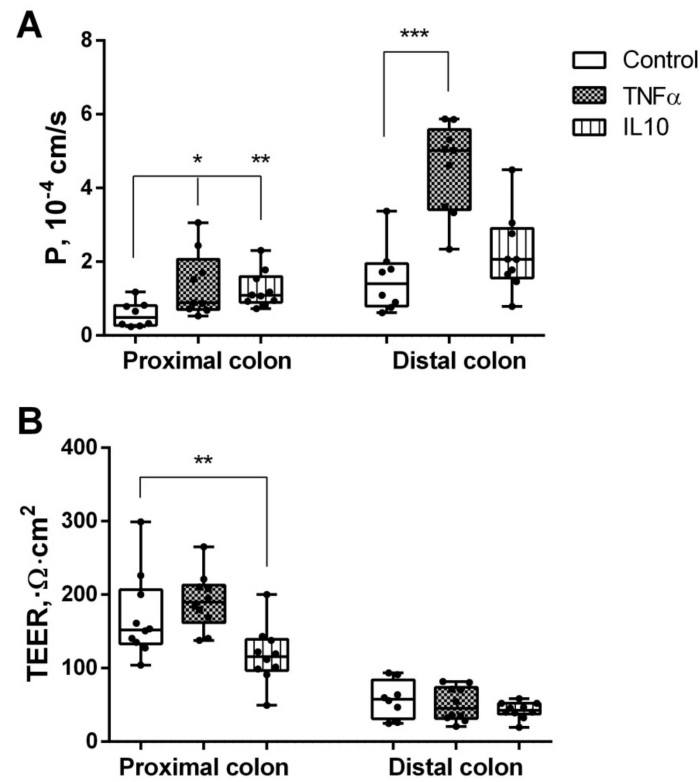 A
8
6
4
2
0
P, 10⁻⁴ cm/s
*
**
***
Control
TNFα
IL10
Proximal colon
Distal colon
B
400
300
200
100
0
TEER,·Ω·cm²
**
Proximal colon
Distal colon